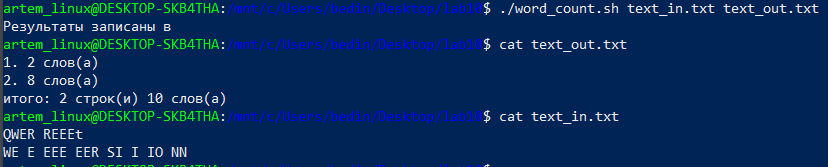 artem_linux@DESKTOP-SKB4THA:/mnt/c/Users/bedin/Desktop/lab10$ ./word_count.sh text_in.txt text_out.txt
Результаты записаны в
artem_linux@DESKTOP-SKB4THA:/mnt/c/Users/bedin/Desktop/lab10$ cat text_out.txt
1. 2 слов(а)
2. 8 слов(а)
итого: 2 строк(и) 10 слов(а)
artem_linux@DESKTOP-SKB4THA:/mnt/c/Users/bedin/Desktop/lab10$ cat text_in.txt
QWER REEEt
WE E EEE EER SI I IO NN